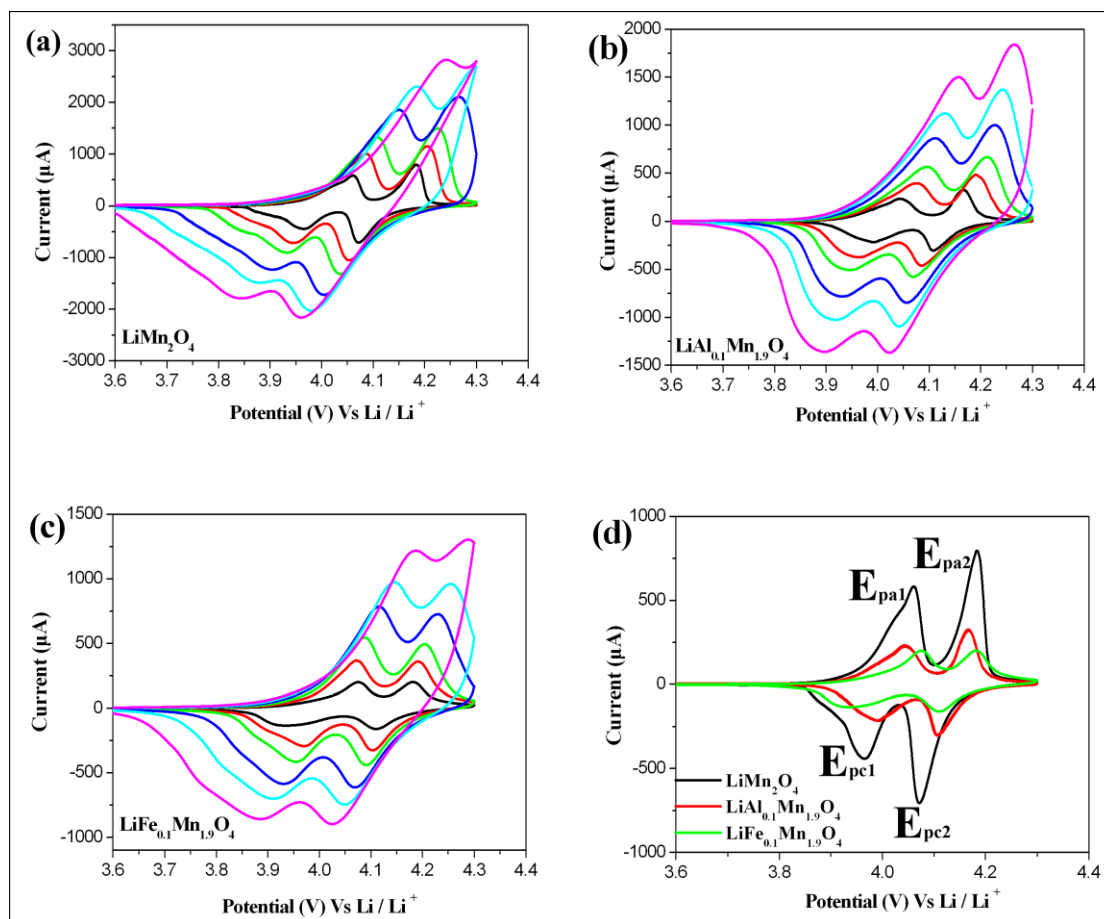 (a)
3000
2000
1000
0
-1000
-2000
-3000
Current (µA)
LiMn₂O₄
3.6 3.7 3.8 3.9 4.0 4.1 4.2 4.3 4.4
Potential (V) Vs Li / Li⁺
(b)
2000
1500
1000
500
0
-500
-1000
-1500
Current (µA)
LiAl₀.₁Mn₁.₉O₄
3.6 3.7 3.8 3.9 4.0 4.1 4.2 4.3 4.4
Potential (V) Vs Li / Li⁺
(c)
1500
1000
500
0
-500
-1000
Current (µA)
LiFe₀.₁Mn₁.₉O₄
3.6 3.7 3.8 3.9 4.0 4.1 4.2 4.3 4.4
Potential (V) Vs Li / Li⁺
(d)
1000
500
0
-500
-1000
Current (µA)
Epa1
Epa2
Epc1
Epc2
LiMn₂O₄
LiAl₀.₁Mn₁.₉O₄
LiFe₀.₁Mn₁.₉O₄
3.6 3.8 4.0 4.2 4.4
Potential (V) Vs Li / Li⁺